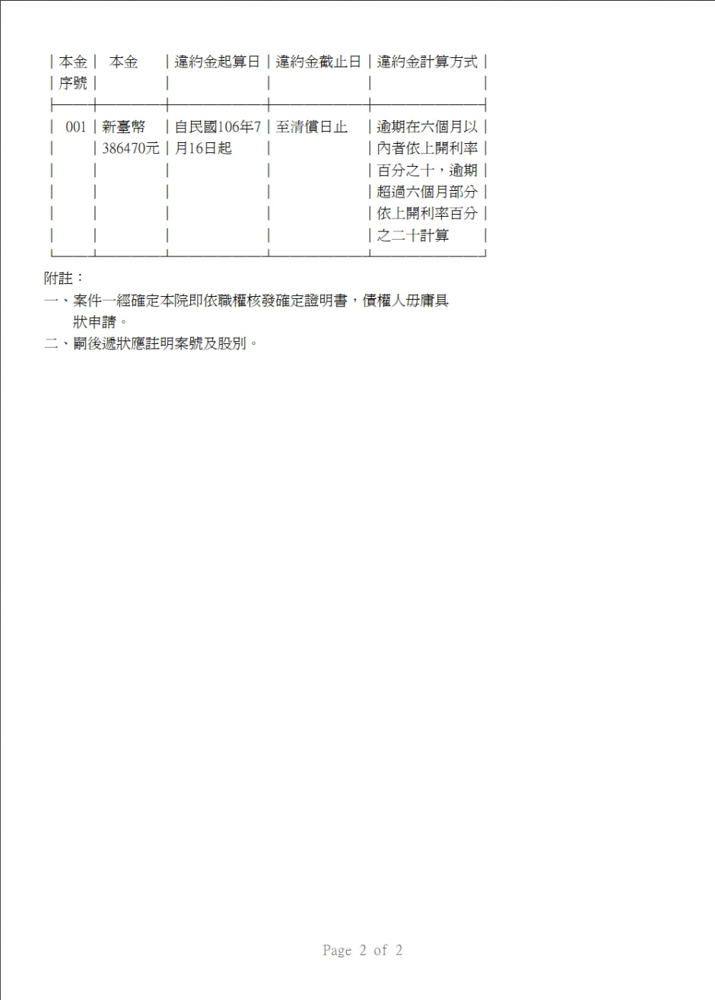 |本金|　本金　|違約金起算日|違約金截止日|違約金計算方式|
|序號|　　　　|　　　　　　|　　　　　　|　　　　　　　|
├──┼────┼──────┼──────┼───────┤
| 001|新臺幣　|自民國106年7|至清償日止　|逾期在六個月以|
|　　|386470元|月16日起　　|　　　　　　|內者依上開利率|
|　　|　　　　|　　　　　　|　　　　　　|百分之十，逾期|
|　　|　　　　|　　　　　　|　　　　　　|超過六個月部分|
|　　|　　　　|　　　　　　|　　　　　　|依上開利率百分|
|　　|　　　　|　　　　　　|　　　　　　|之二十計算　　|
└──┴────┴──────┴──────┴───────┘
附註：
一、案件一經確定本院即依職權核發確定證明書，債權人毋庸具
狀申請。
二、嗣後遞狀應註明案號及股別。
Page 2 of 2